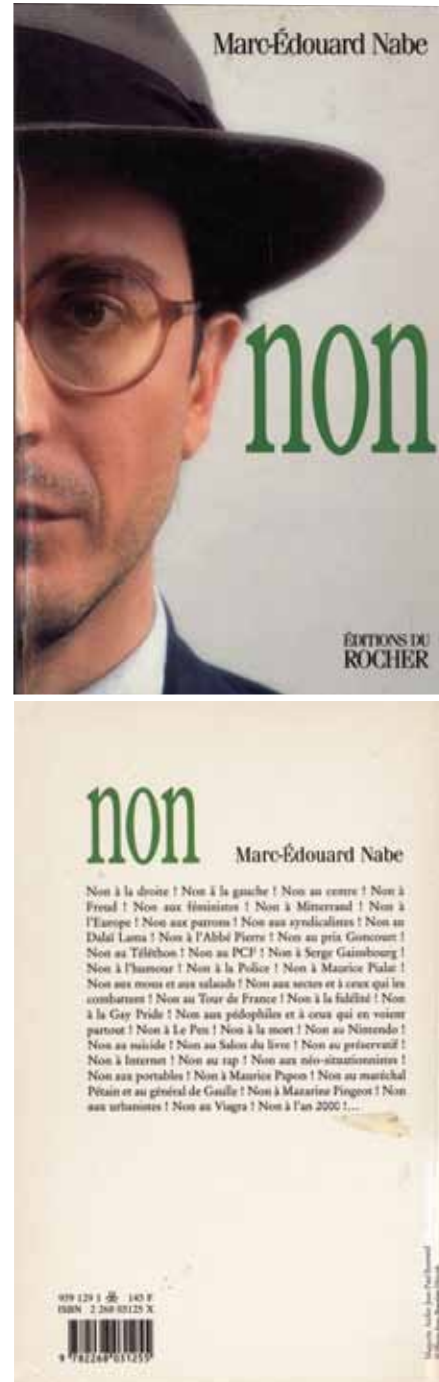 Marc-Édouard Nabe
non
ÉDITIONS DU
ROCHER
non
Marc-Édouard Nabe
Non à la droite ! Non à la gauche ! Non au centre ! Non à
Freud ! Non aux féministes ! Non à Mitterrand ! Non à
l'Europe ! Non aux patrons ! Non aux syndicalistes ! Non au
Dalaï Lama ! Non à l'Abbé Pierre ! Non au prix Goncourt !
Non au Téléthon ! Non au PCF ! Non à Serge Gainsbourg !
Non à l'humour ! Non à la Police ! Non à Maurice Pialat !
Non aux mous et aux salauds ! Non aux sectes et à ceux qui les
combattent ! Non au Tour de France ! Non à la fidélité ! Non
à la Gay Pride ! Non aux pédophiles et à ceux qui en voient
partout ! Non à Le Pen ! Non à la mort ! Non au Nintendo !
Non au suicide ! Non au Salon du livre ! Non au préservatif !
Non à Internet ! Non au rap ! Non aux néo-situationnistes !
Non aux portables ! Non à Maurice Papon ! Non au maréchal
Pétain et au général de Gaulle ! Non à Mazarine Pingeot ! Non
aux urbanistes ! Non au Viagra ! Non à l'an 2000 !...
959 129 1 145 F
ISBN 2 268 03125 X
9 782268 031255